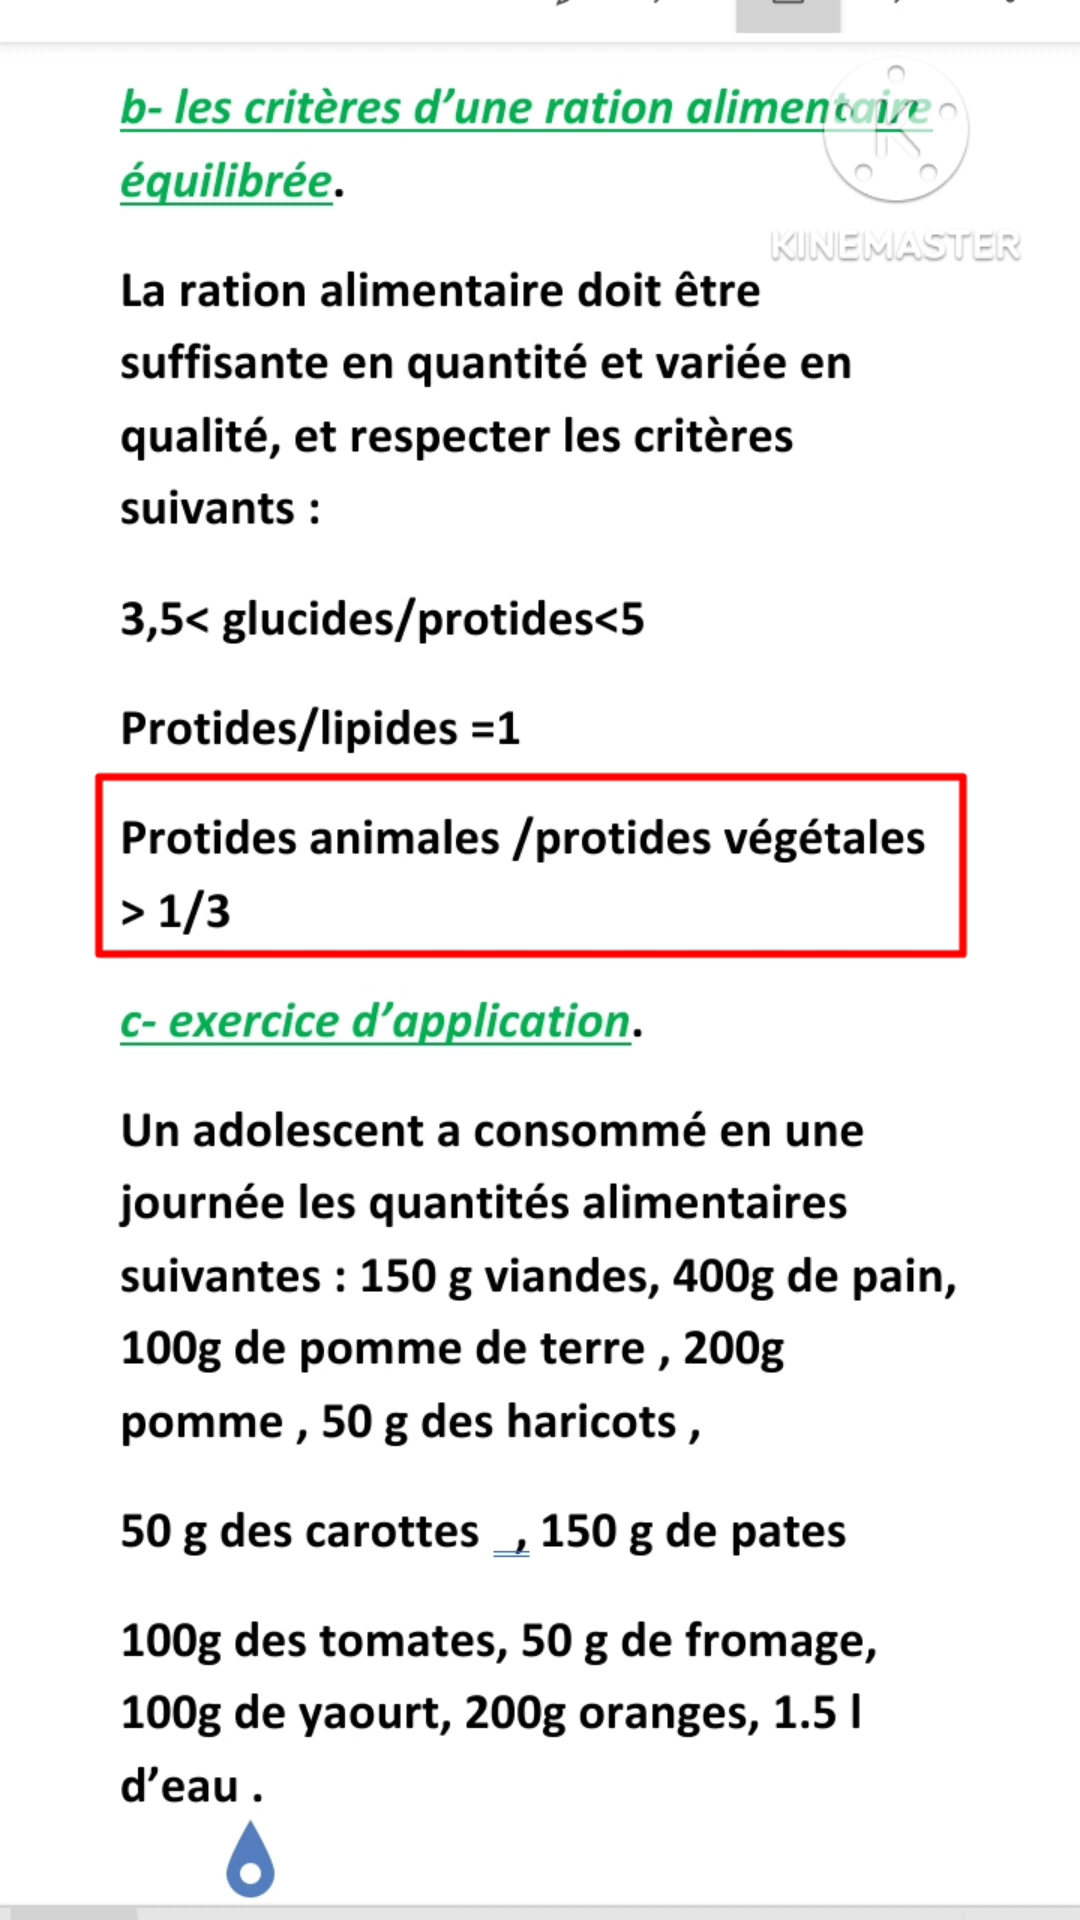 b- les critères d’une ration alimentaire
équilibrée.
KINEMASTER
La ration alimentaire doit être
suffisante en quantité et variée en
qualité, et respecter les critères
suivants :
3,5< glucides/protides<5
Protides/lipides =1
Protides animales /protides végétales
> 1/3
c- exercice d’application.
Un adolescent a consommé en une
journée les quantités alimentaires
suivantes : 150 g viandes, 400g de pain,
100g de pomme de terre , 200g
pomme , 50 g des haricots ,
50 g des carottes , 150 g de pates
100g des tomates, 50 g de fromage,
100g de yaourt, 200g oranges, 1.5 l
d’eau .